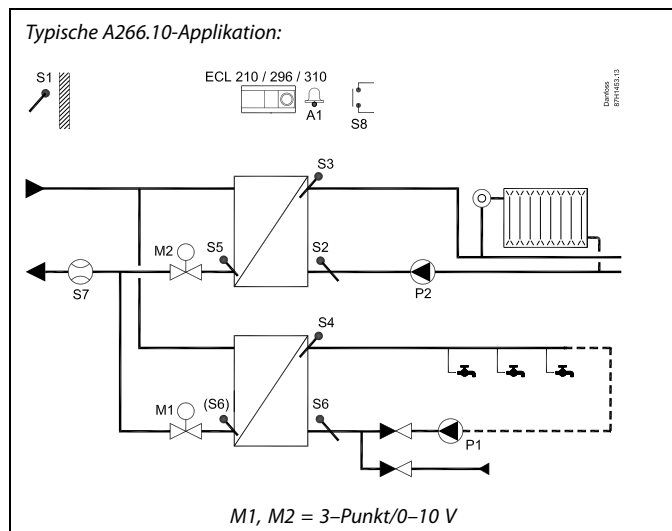 Typische A266.10-Applikation:
S1
ECL 210 / 296 / 310
A1
S8
Danfoss
87H1453.13
S3
M2
S5
S2
S7
P2
S4
M1
(S6)
S6
P1
M1, M2 = 3–Punkt/0–10 V